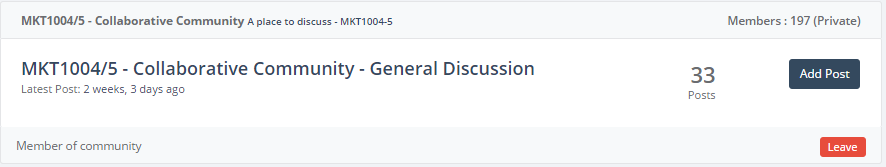 MKT1004/5 - Collaborative Community A place to discuss - MKT1004-5
Members : 197 (Private)
MKT1004/5 - Collaborative Community - General Discussion
Latest Post: 2 weeks, 3 days ago
33
Posts
Add Post
Member of community
Leave